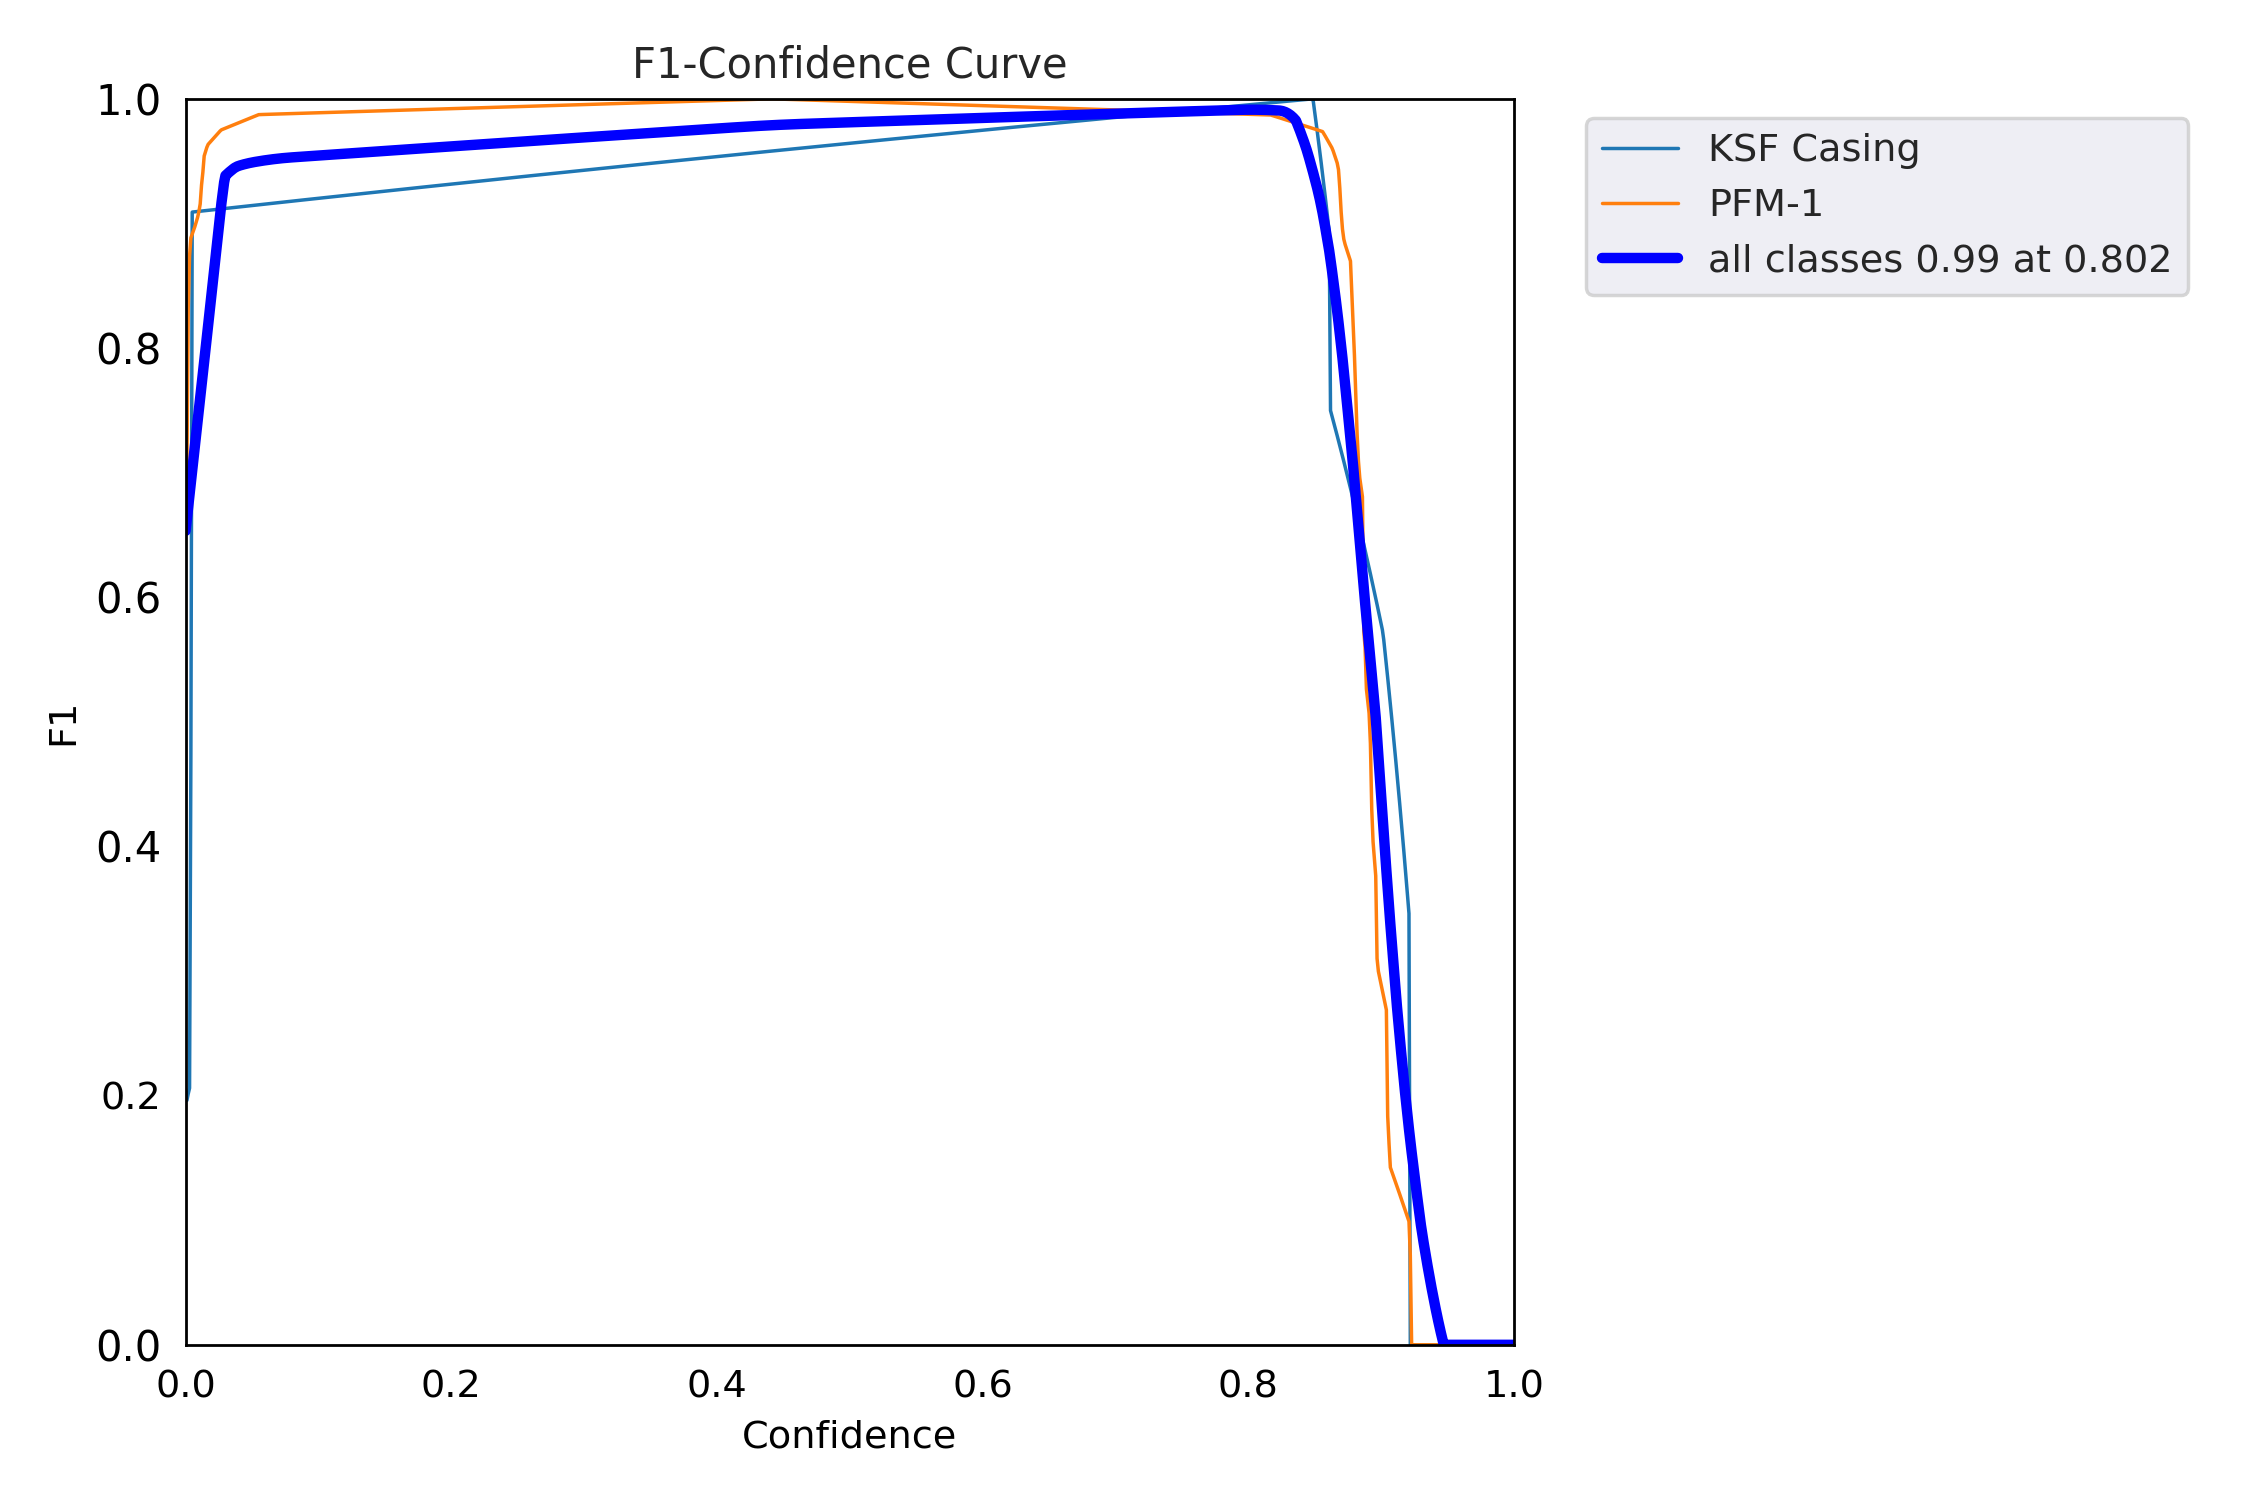 F1-Confidence Curve
1.0
0.8
0.6
0.4
0.2
0.0
F1
0.0 0.2 0.4 0.6 0.8 1.0
Confidence
KSF Casing
PFM-1
all classes 0.99 at 0.802